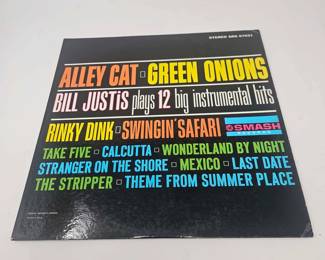 STEREO SRS 67021
ALLEY CAT □ GREEN ONIONS
BILL JUSTiS plays 12 big instrumental hits
RINKY DINK □ SWINGIN' SAFARI
SMASH
RECORDS
TAKE FIVE □ CALCUTTA □ WONDERLAND BY NIGHT
STRANGER ON THE SHORE □ MEXICO □ LAST DATE
THE STRIPPER □ THEME FROM SUMMER PLACE